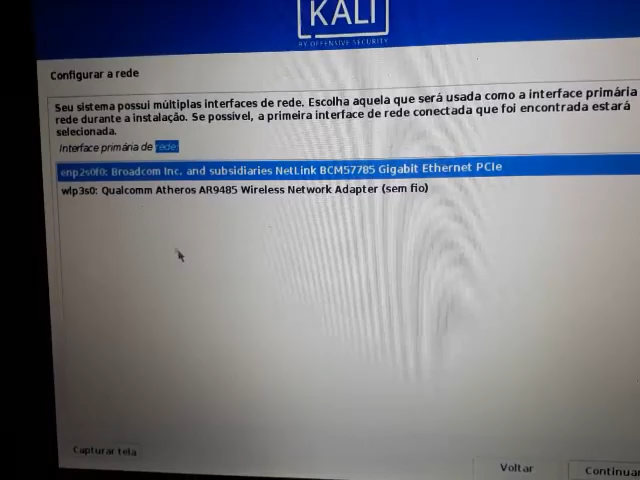 KALI
BY OFFENSIVE SECURITY
Configurar a rede
Seu sistema possui múltiplas interfaces de rede. Escolha aquela que será usada como a interface primária
rede durante a instalação. Se possível, a primeira interface de rede conectada que foi encontrada estará
selecionada.
Interface primária de rede:
enp2s0f0: Broadcom Inc. and subsidiaries NetLink BCM57785 Gigabit Ethernet PCIe
wlp3s0: Qualcomm Atheros AR9485 Wireless Network Adapter (sem fio)
Capturar tela
Voltar
Continuar